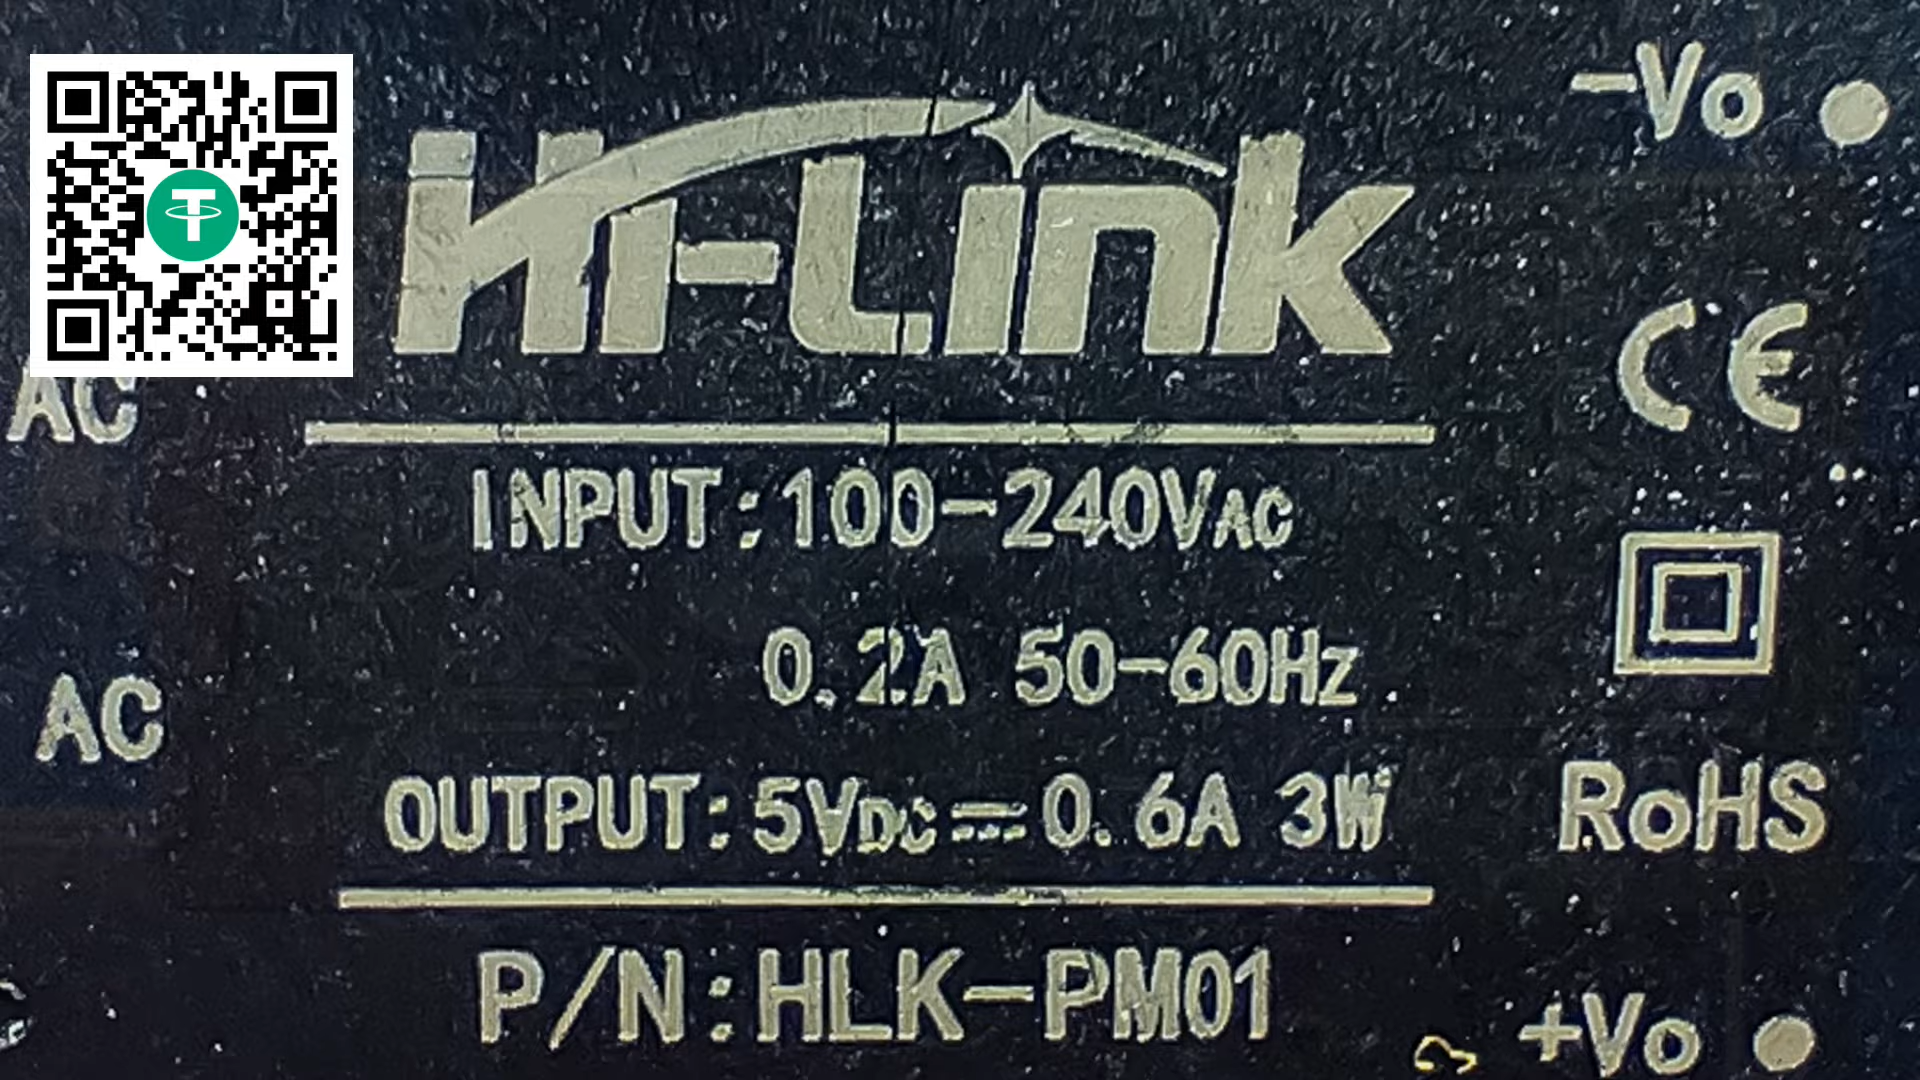 -Vo
Hi-Link
CE
AC
INPUT:100-240VAC
0.2A 50-60Hz
AC
OUTPUT:5VDC⎓0.6A 3W
RoHS
P/N:HLK-PM01
+Vo